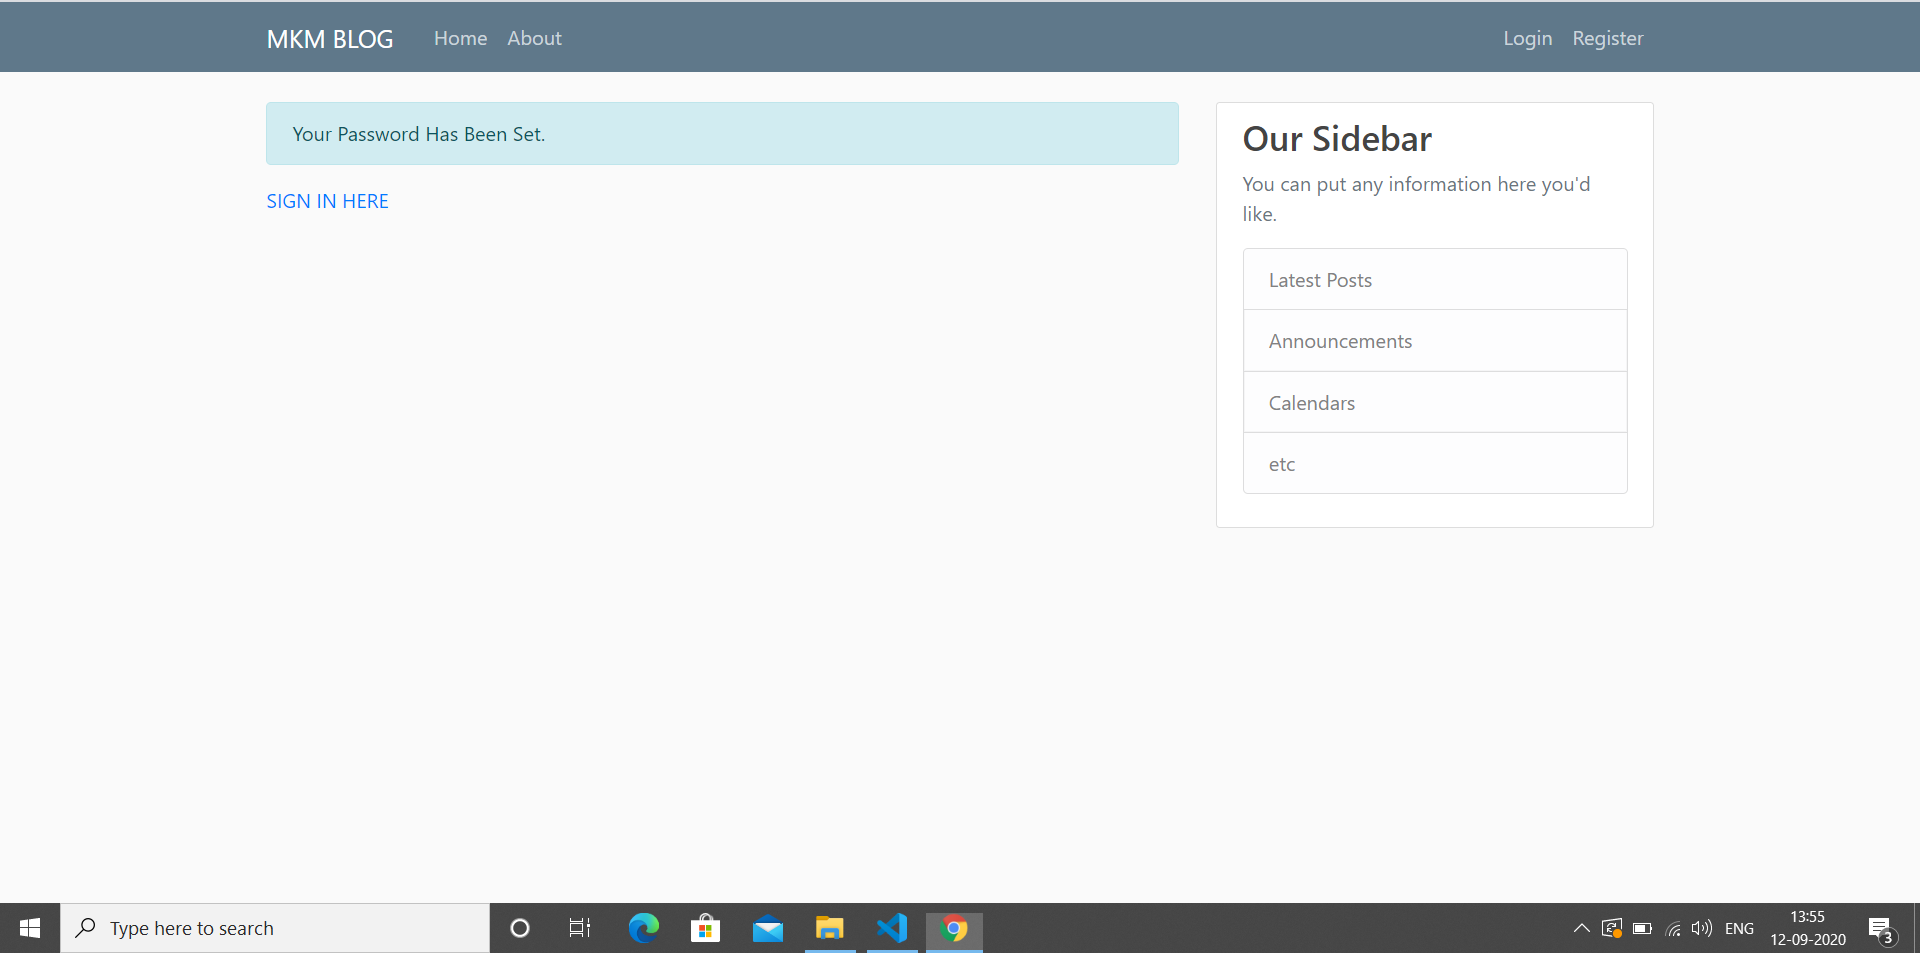 MKM BLOG Home About Login Register
Your Password Has Been Set.
SIGN IN HERE
Our Sidebar
You can put any information here you'd
like.
Latest Posts
Announcements
Calendars
etc
Type here to search
ENG
13:55
12-09-2020
3